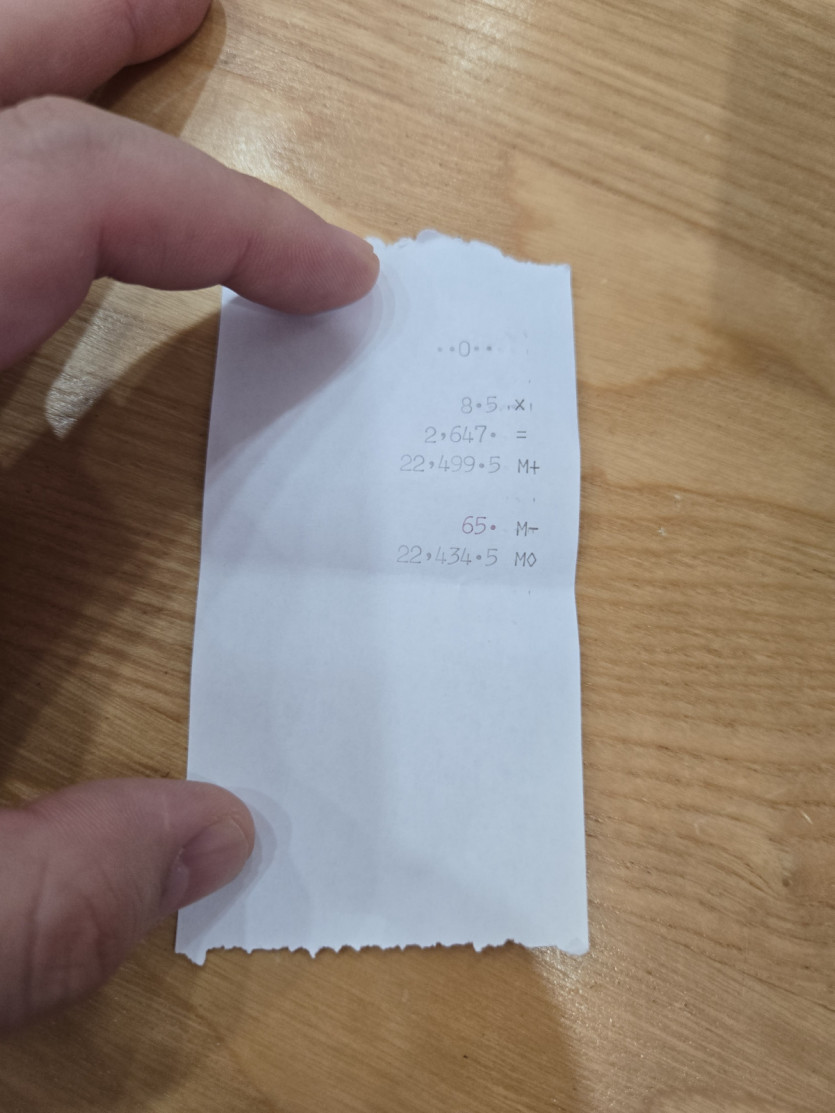 ••0••
8•5 ×
2,647• =
22,499•5 M+
65• M-
22,434•5 M◊